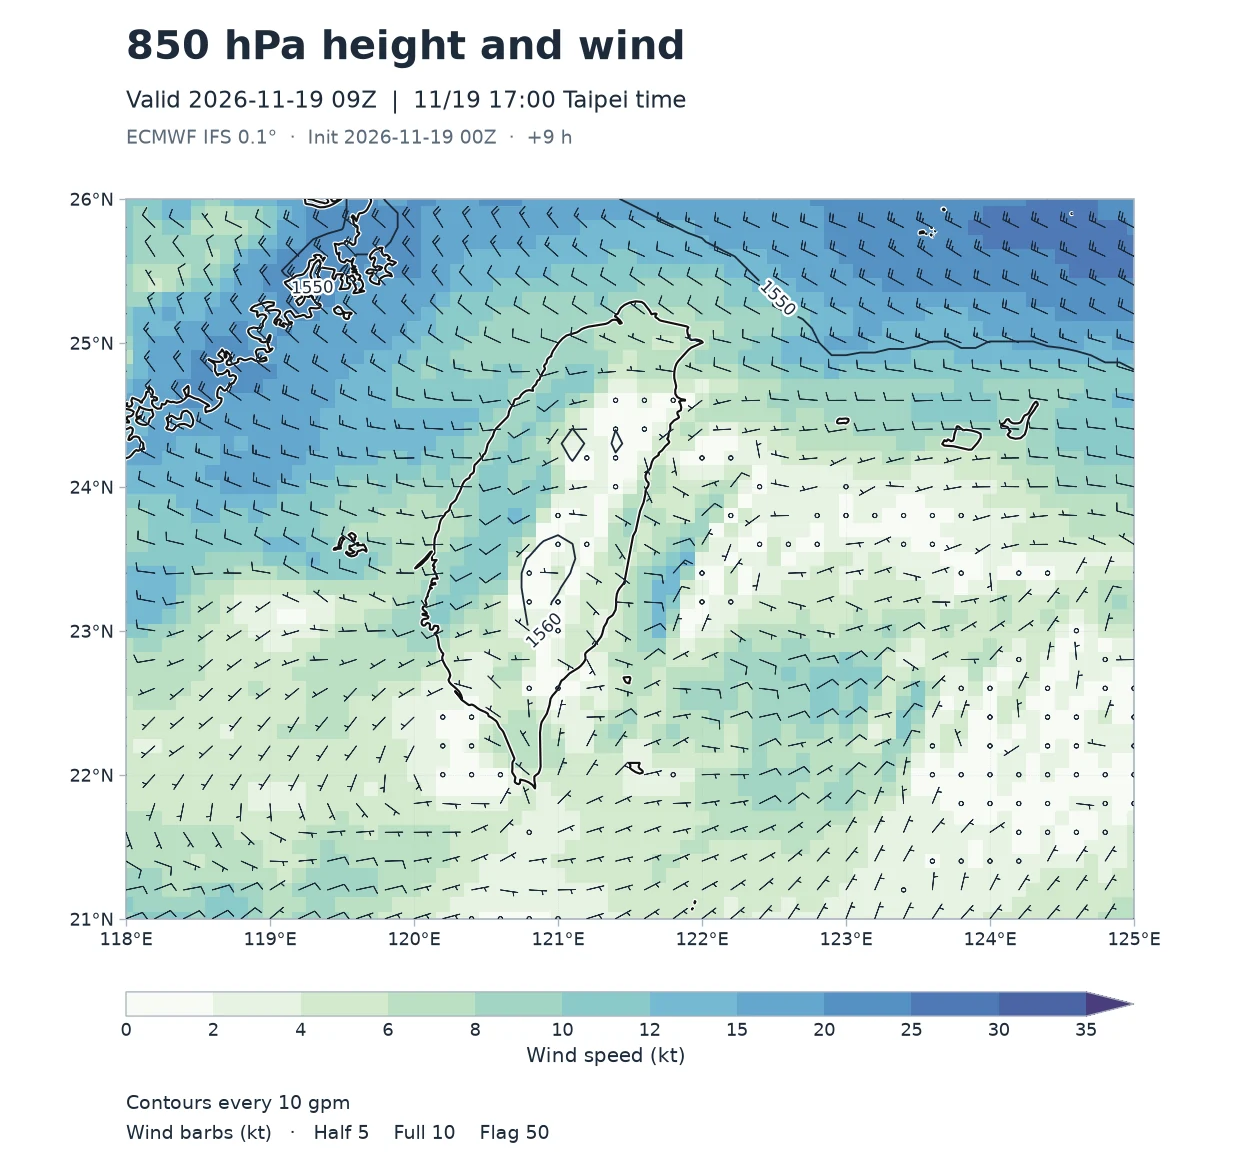 850 hPa height and wind
Valid 2026-11-19 09Z | 11/19 17:00 Taipei time
ECMWF IFS 0.1° · Init 2026-11-19 00Z · +9 h
26°N
25°N
24°N
23°N
22°N
21°N
1550
1550
1560
118°E 119°E 120°E 121°E 122°E 123°E 124°E 125°E
0 2 4 6 8 10 12 15 20 25 30 35
Wind speed (kt)
Contours every 10 gpm
Wind barbs (kt) · Half 5 Full 10 Flag 50